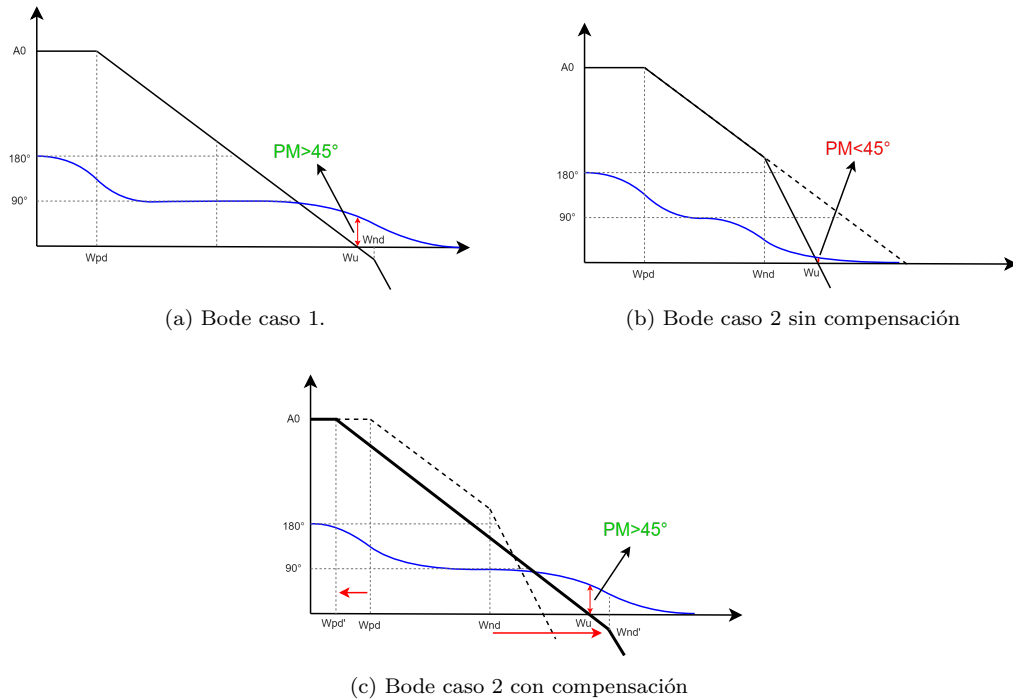 A0
180°
PM>45°
90°
Wnd
Wpd
Wu
(a) Bode caso 1.
A0
PM<45°
180°
90°
Wpd
Wnd
Wu
(b) Bode caso 2 sin compensación
A0
180°
PM>45°
90°
Wpd'
Wpd
Wnd
Wu
Wnd'
(c) Bode caso 2 con compensación